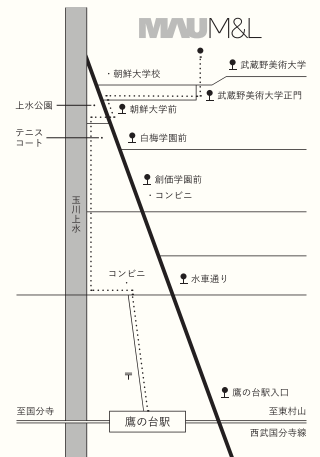 MAU M&L
武蔵野美術大学
・朝鮮大学校
武蔵野美術大学正門
上水公園
朝鮮大学前
テニス
コート
白梅学園前
創価学園前
・コンビニ
玉川上水
コンビニ
水車通り
〒
鷹の台駅入口
至国分寺
鷹の台駅
至東村山
西武国分寺線